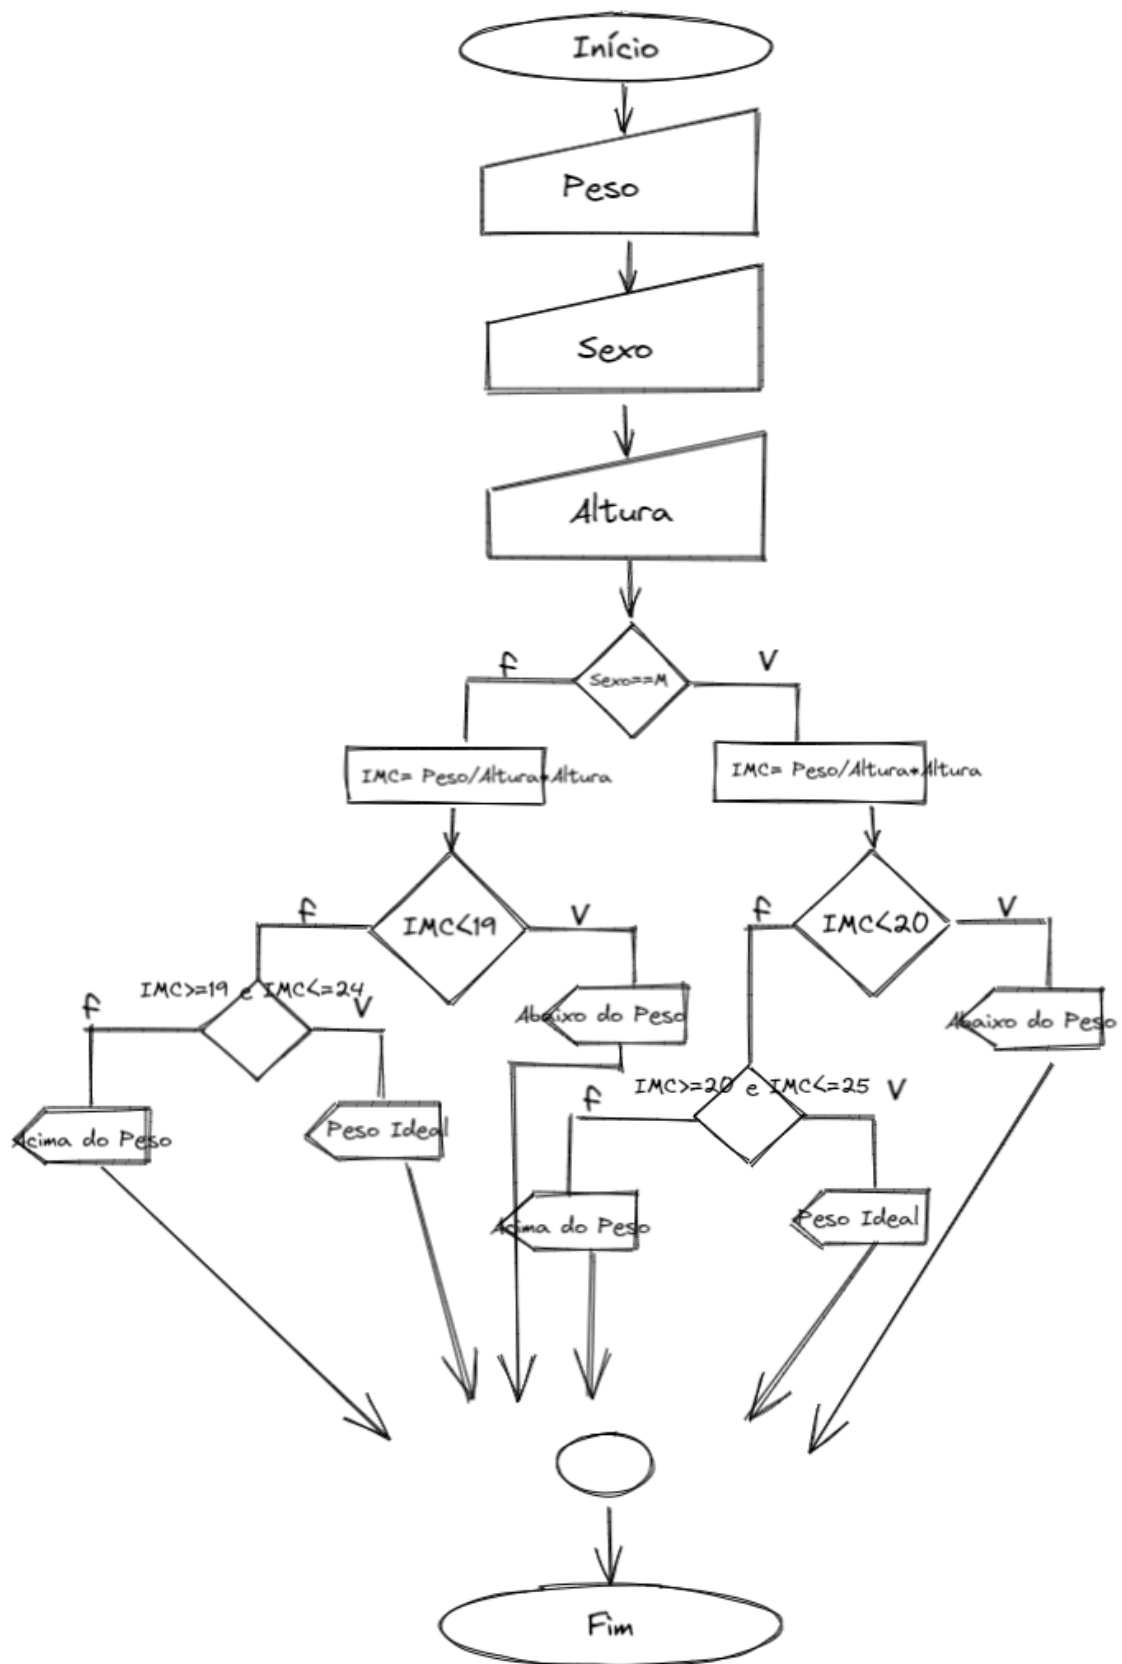 Início
Peso
Sexo
Altura
f
Sexo==M
V
IMC= Peso/Altura*Altura
IMC= Peso/Altura*Altura
f
IMC<19
V
f
IMC<20
V
IMC>=19 e IMC<=24
f
V
Abaixo do Peso
Abaixo do Peso
IMC>=20 e IMC<=25
f
V
Acima do Peso
Peso Ideal
Acima do Peso
Peso Ideal
Fim